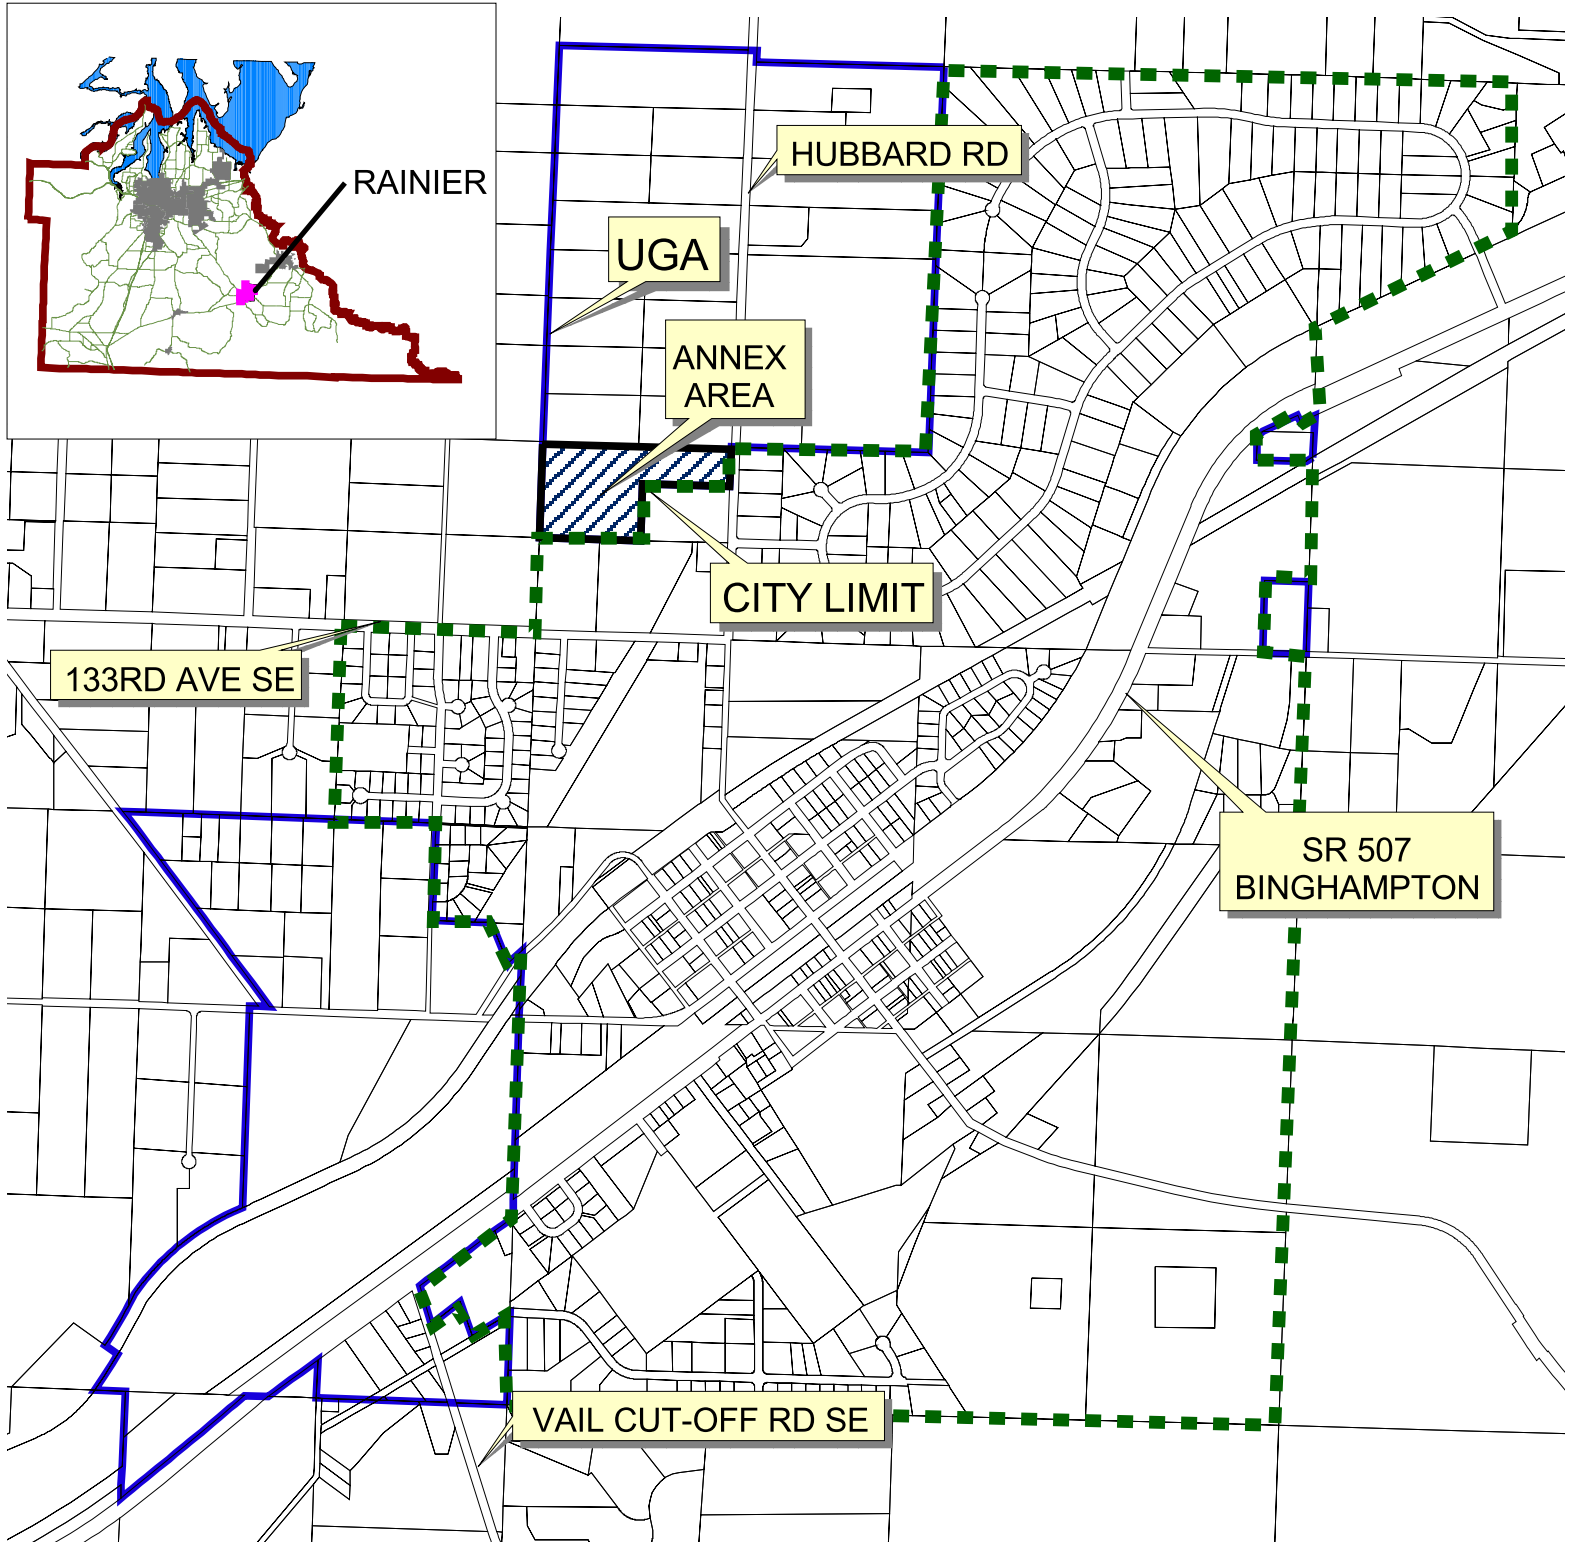 RAINIER
HUBBARD RD
UGA
ANNEX
AREA
CITY LIMIT
133RD AVE SE
SR 507
BINGHAMPTON
VAIL CUT-OFF RD SE